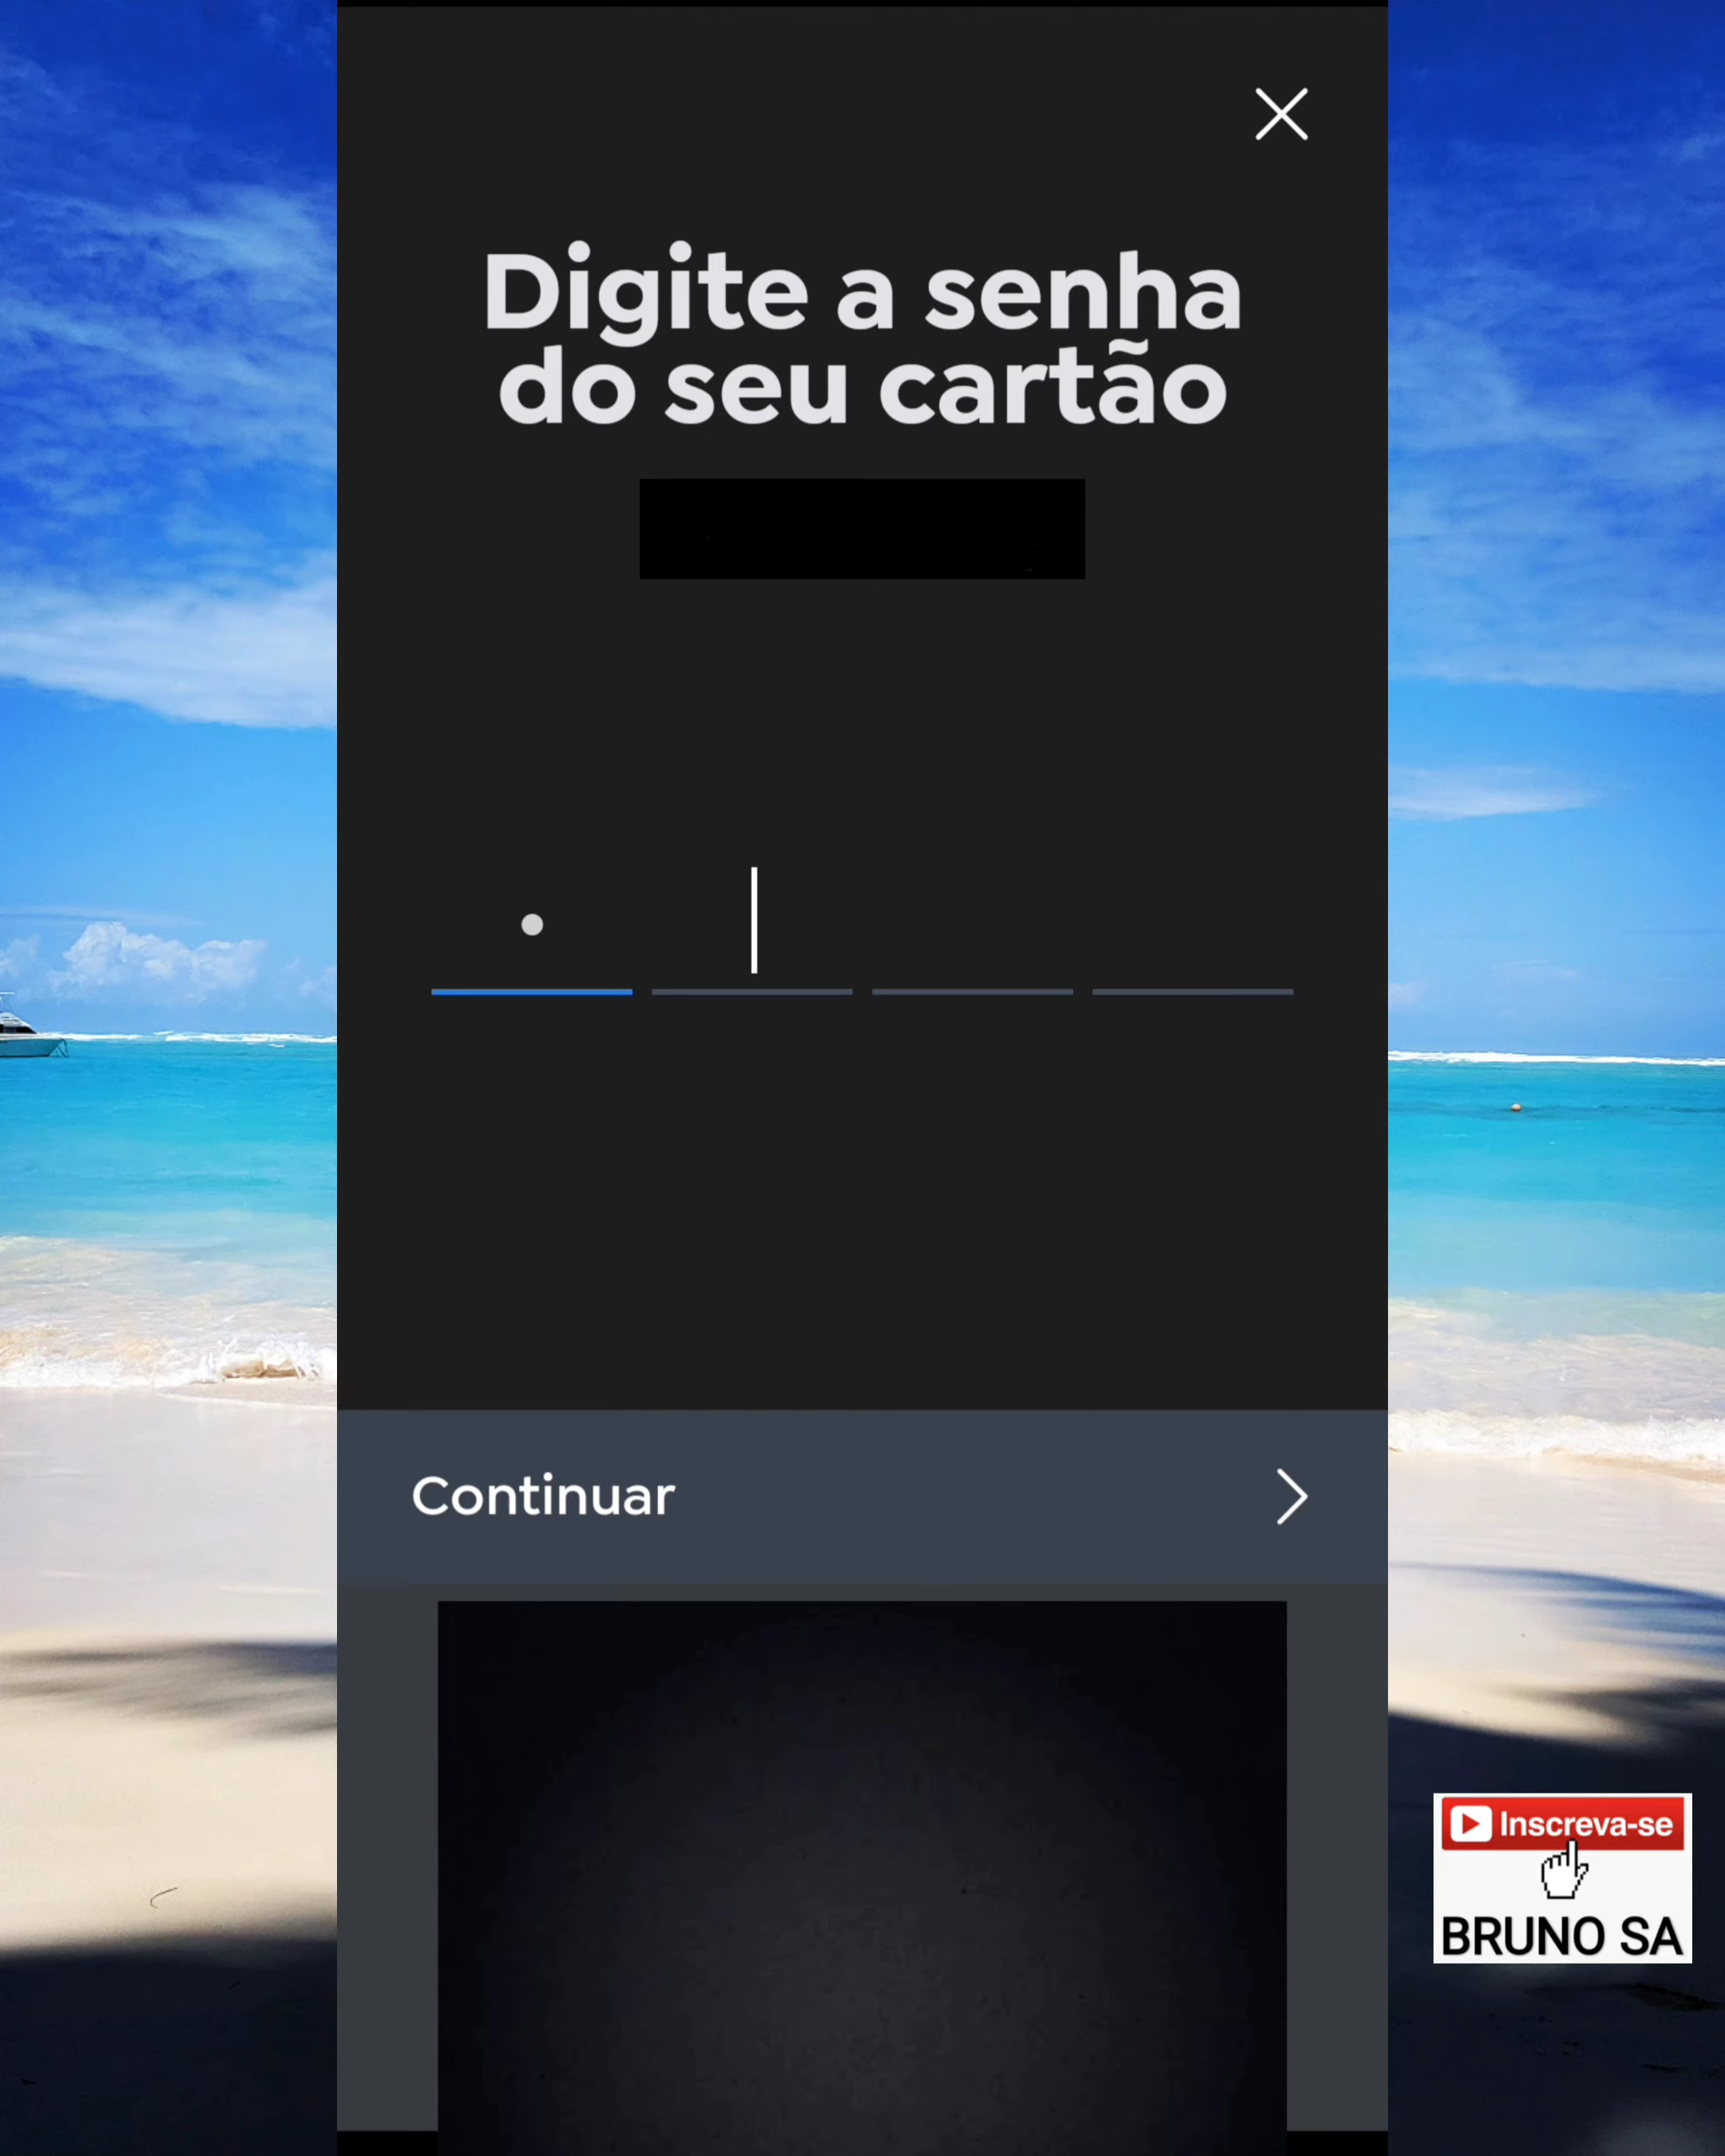 Digite a senha
do seu cartão
Continuar
Inscreva-se
BRUNO SA